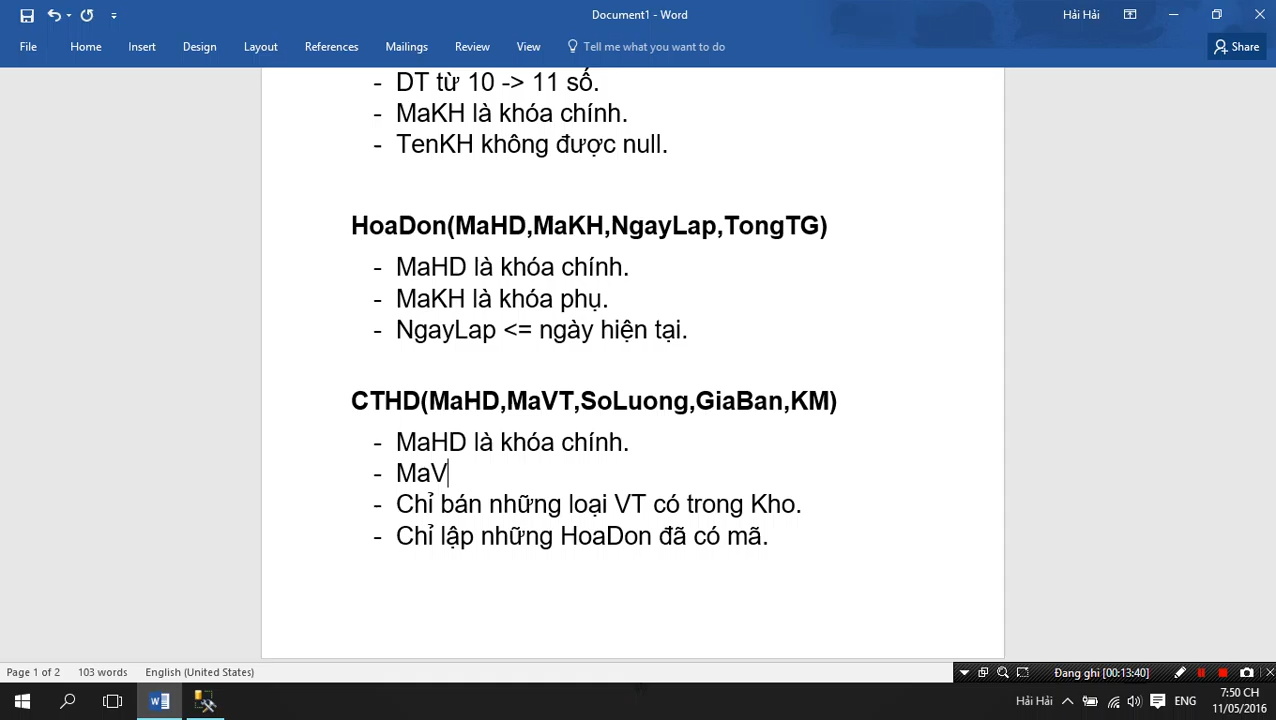 Document1 - Word
Hải Hải
File Home Insert Design Layout References Mailings Review View Tell me what you want to do Share
- DT từ 10 -> 11 số.
- MaKH là khóa chính.
- TenKH không được null.
HoaDon(MaHD,MaKH,NgayLap,TongTG)
- MaHD là khóa chính.
- MaKH là khóa phụ.
- NgayLap <= ngày hiện tại.
CTHD(MaHD,MaVT,SoLuong,GiaBan,KM)
- MaHD là khóa chính.
- MaV
- Chỉ bán những loại VT có trong Kho.
- Chỉ lập những HoaDon đã có mã.
Page 1 of 2 103 words English (United States)
Đang ghi [00:13:40]
Hải Hải ENG 7:50 CH
11/05/2016